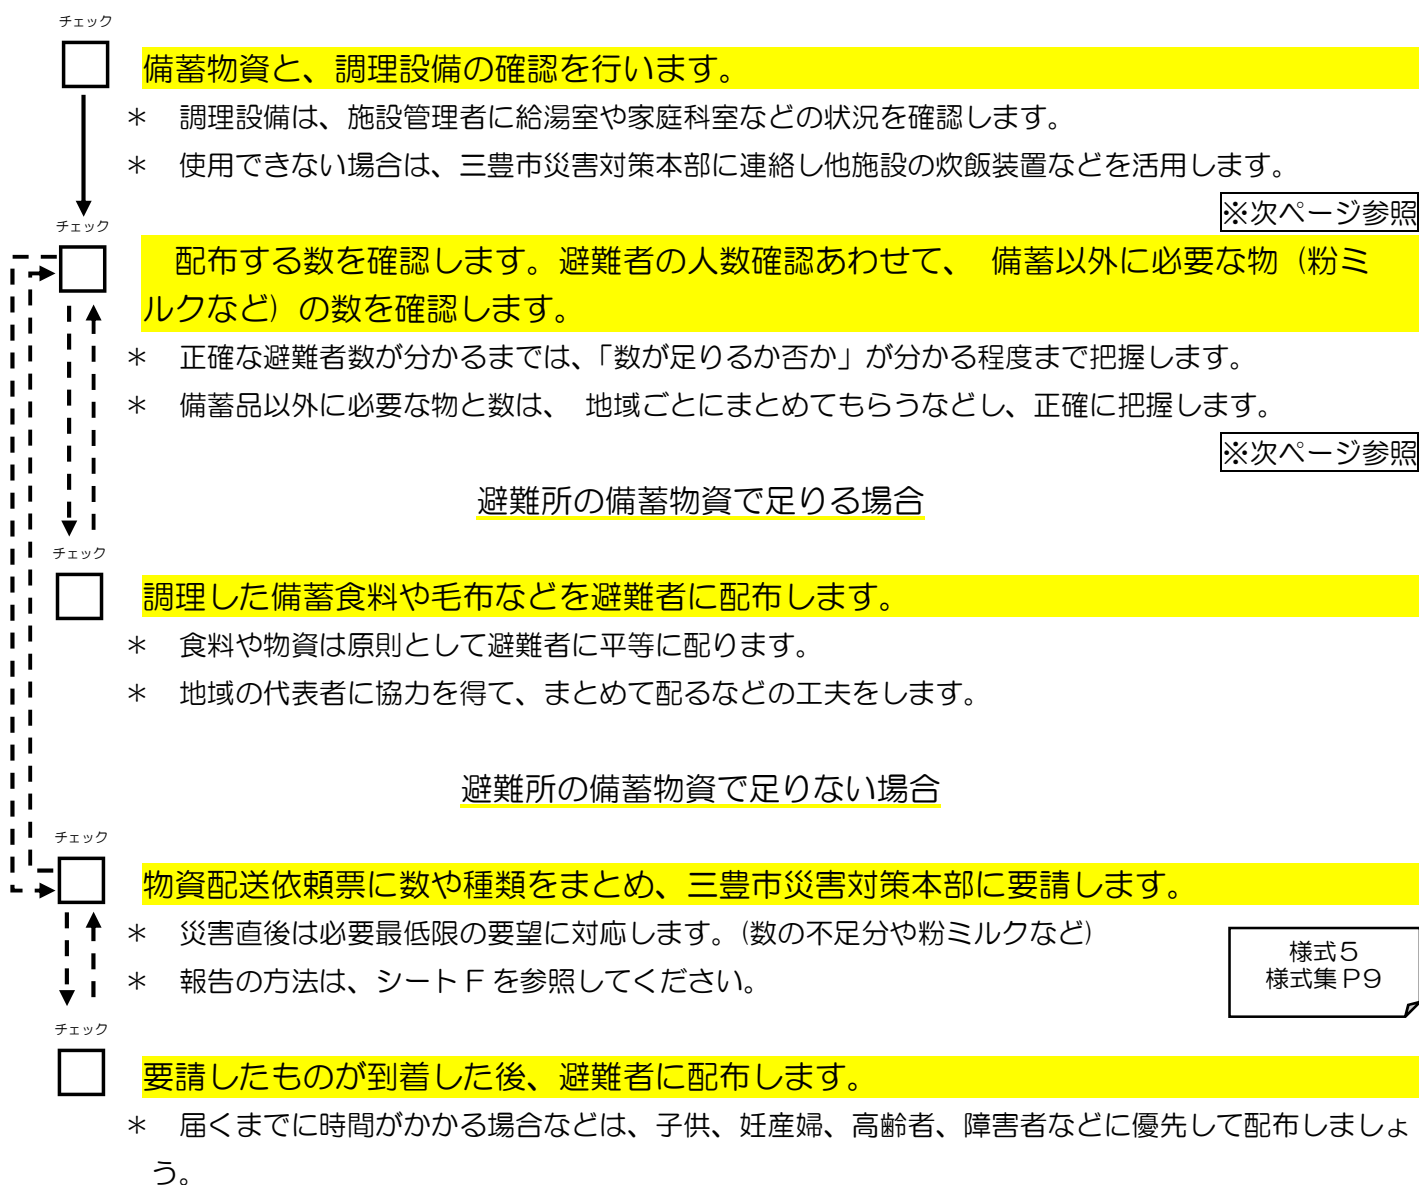 チェック
備蓄物資と、調理設備の確認を行います。
＊　調理設備は、施設管理者に給湯室や家庭科室などの状況を確認します。
＊　使用できない場合は、三豊市災害対策本部に連絡し他施設の炊飯装置などを活用します。
※次ページ参照
チェック
配布する数を確認します。避難者の人数確認あわせて、 備蓄以外に必要な物（粉ミ
ルクなど）の数を確認します。
＊　正確な避難者数が分かるまでは、「数が足りるか否か」が分かる程度まで把握します。
＊　備蓄品以外に必要な物と数は、 地域ごとにまとめてもらうなどし、正確に把握します。
※次ページ参照
避難所の備蓄物資で足りる場合
チェック
調理した備蓄食料や毛布などを避難者に配布します。
＊　食料や物資は原則として避難者に平等に配ります。
＊　地域の代表者に協力を得て、まとめて配るなどの工夫をします。
避難所の備蓄物資で足りない場合
チェック
物資配送依頼票に数や種類をまとめ、三豊市災害対策本部に要請します。
＊　災害直後は必要最低限の要望に対応します。（数の不足分や粉ミルクなど）
＊　報告の方法は、シートFを参照してください。
様式5
様式集P9
チェック
要請したものが到着した後、避難者に配布します。
＊　届くまでに時間がかかる場合などは、子供、妊産婦、高齢者、障害者などに優先して配布しましょ
う。